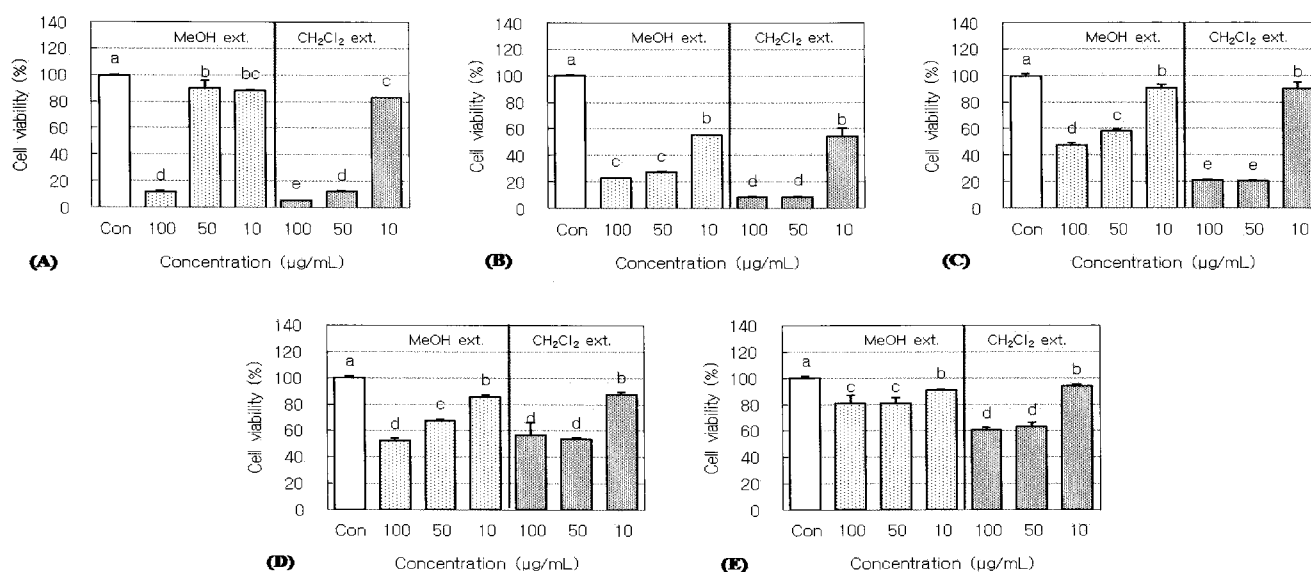 140
120
100
80
60
40
20
0
Cell viability (%)
MeOH ext. CH₂Cl₂ ext.
a d b bc e d c
Con 100 50 10 100 50 10
Concentration (μg/mL)
(A)
140
120
100
80
60
40
20
0
Cell viability (%)
MeOH ext. CH₂Cl₂ ext.
a c c b d d b
Con 100 50 10 100 50 10
Concentration (μg/mL)
(B)
140
120
100
80
60
40
20
0
Cell viability (%)
MeOH ext. CH₂Cl₂ ext.
a d c b e e b
Con 100 50 10 100 50 10
Concentration (μg/mL)
(C)
140
120
100
80
60
40
20
0
Cell viability (%)
MeOH ext. CH₂Cl₂ ext.
a d c b d d b
Con 100 50 10 100 50 10
Concentration (μg/mL)
(D)
140
120
100
80
60
40
20
0
Cell viability (%)
MeOH ext. CH₂Cl₂ ext.
a c c b d d b
Con 100 50 10 100 50 10
Concentration (μg/mL)
(E)